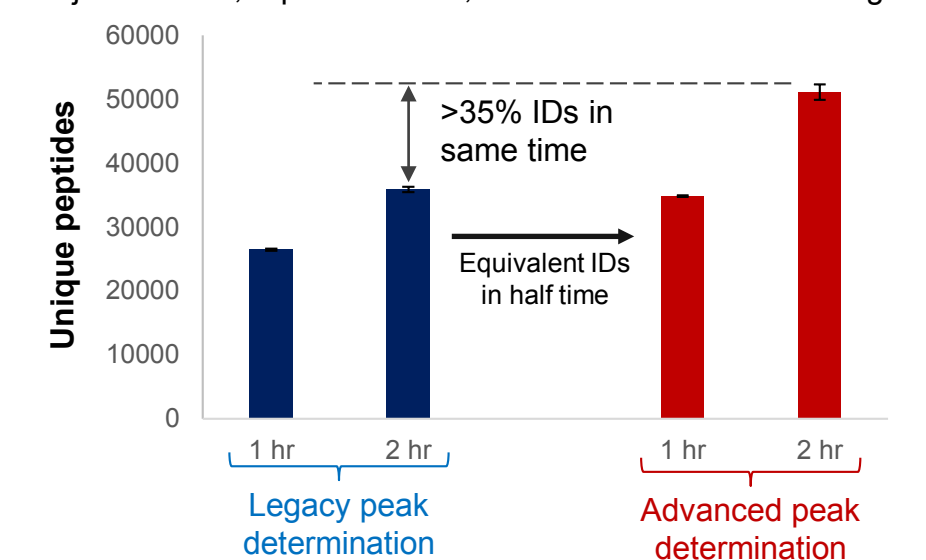 60000
50000
40000
30000
20000
10000
0
Unique peptides
>35% IDs in
same time
Equivalent IDs
in half time
1 hr
2 hr
1 hr
2 hr
Legacy peak
determination
Advanced peak
determination